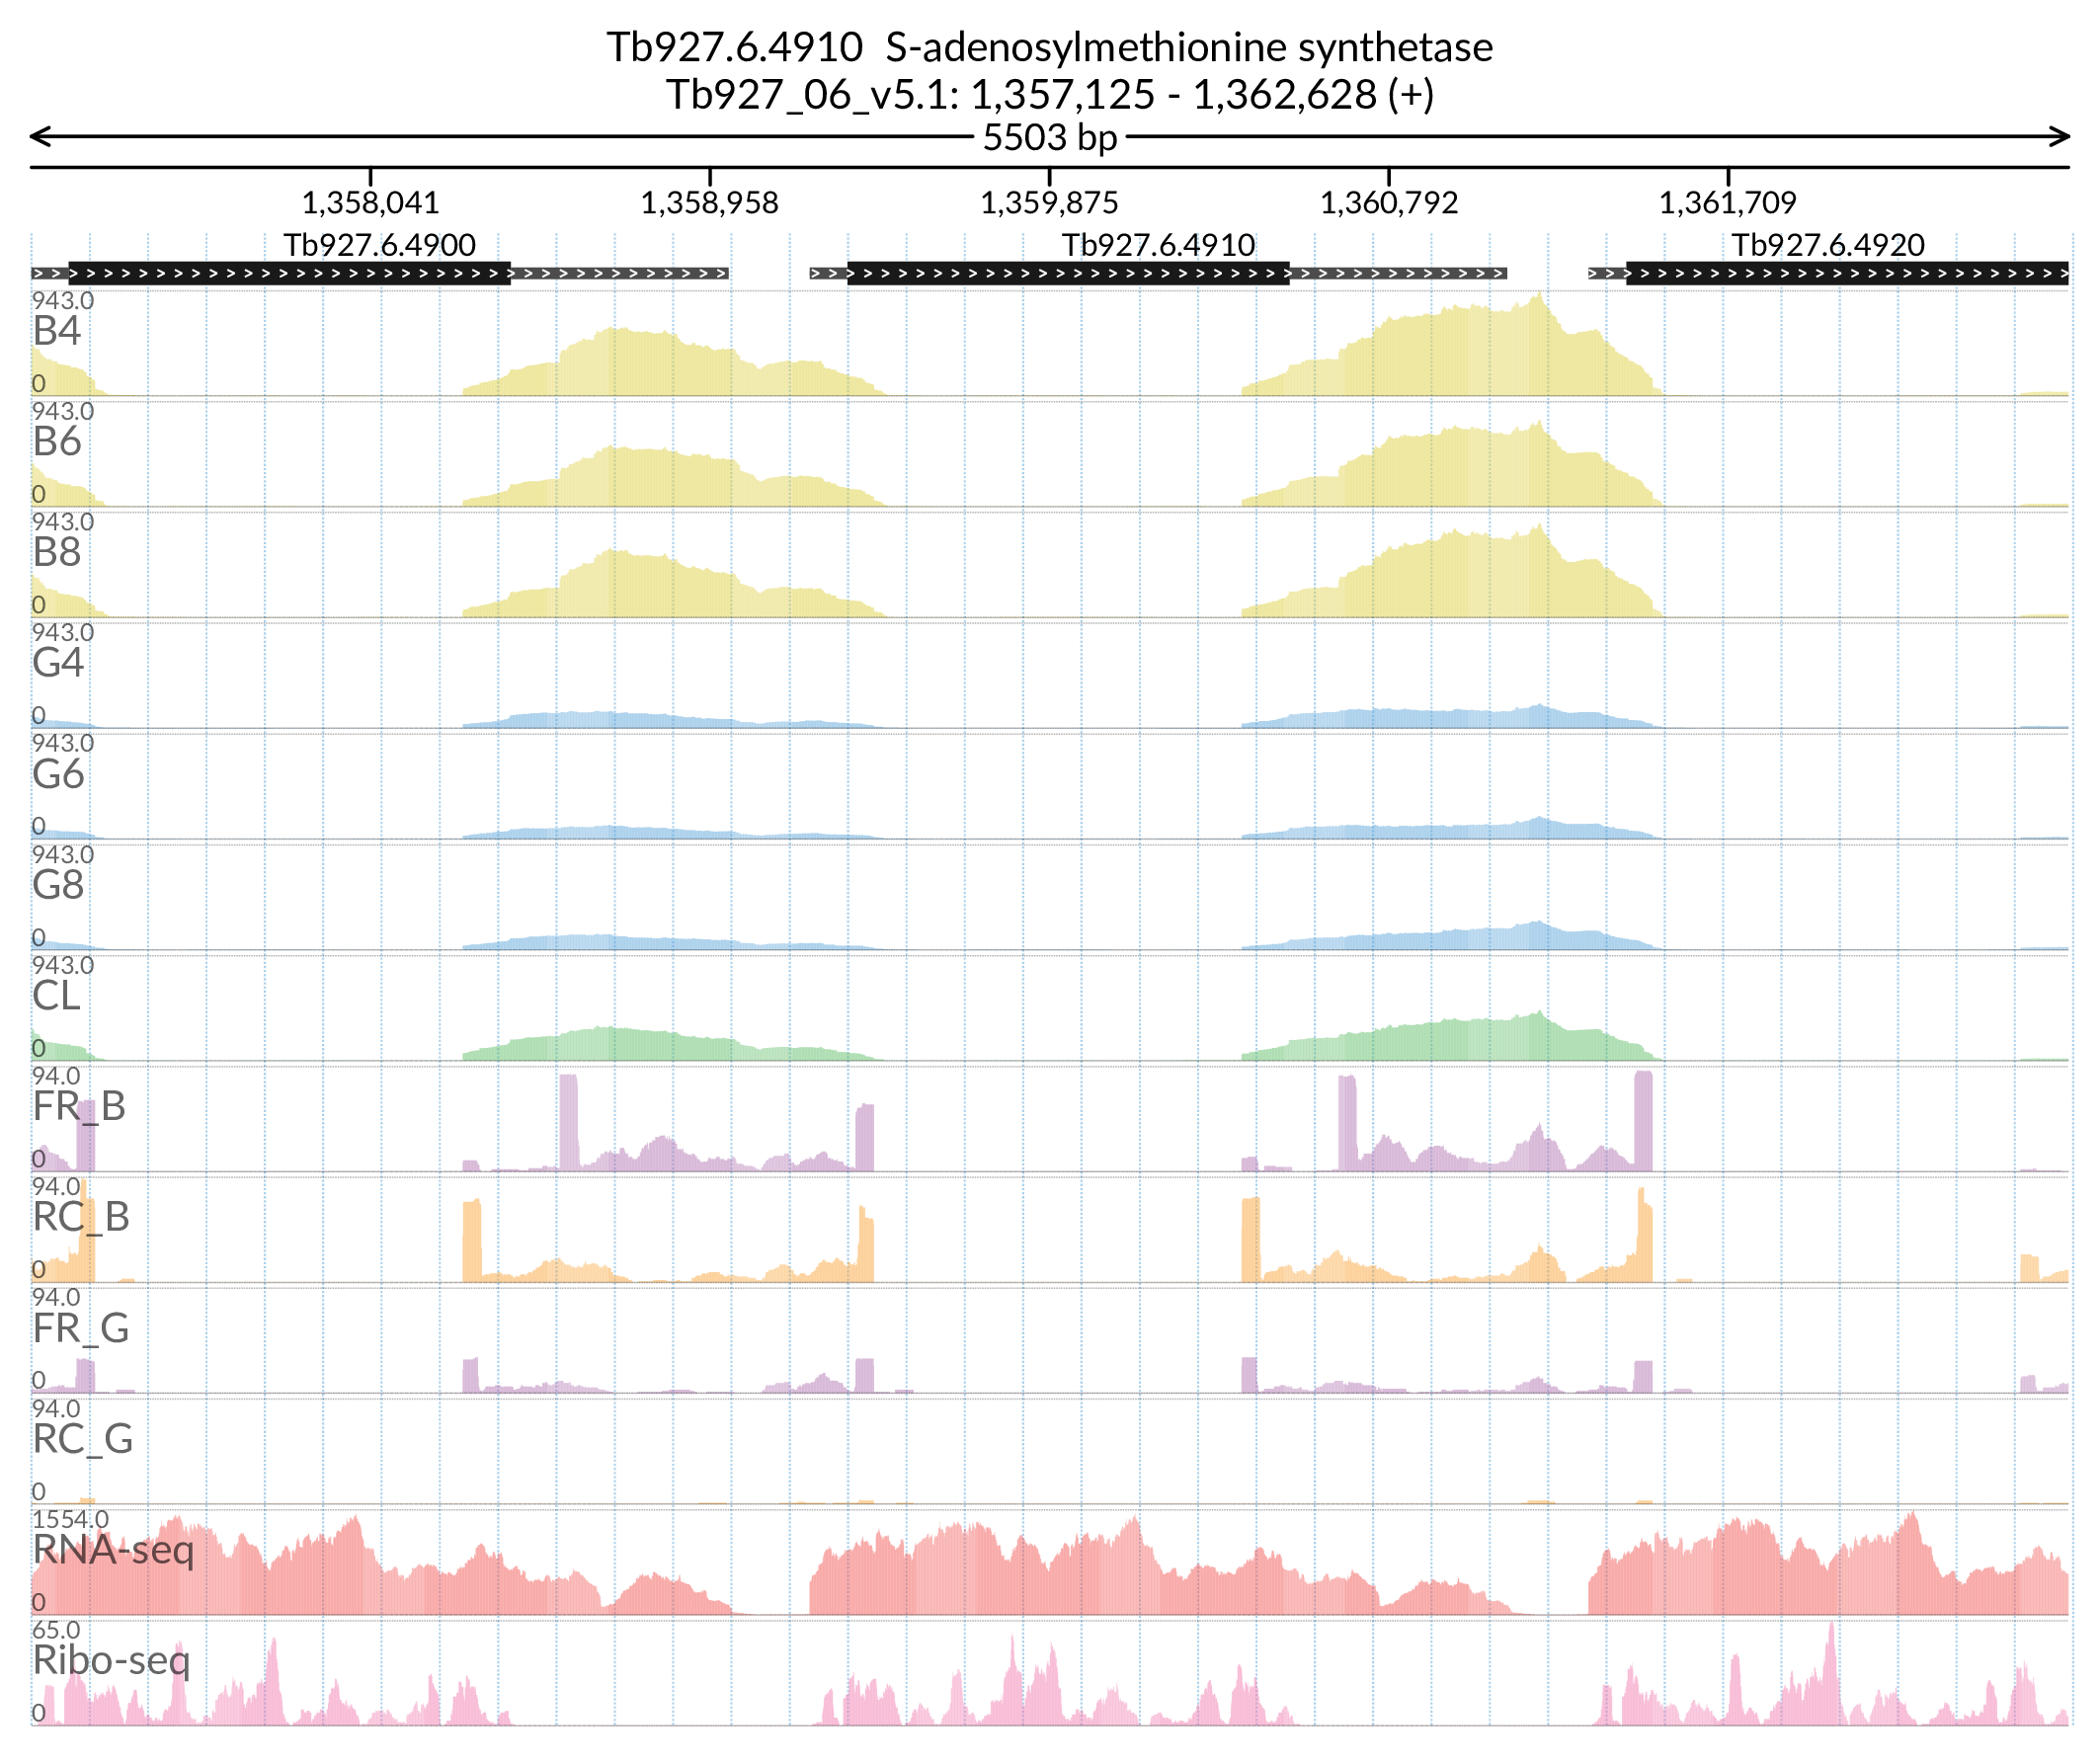 Tb927.6.4910  S-adenosylmethionine synthetase
Tb927_06_v5.1: 1,357,125 - 1,362,628 (+)
5503 bp
1,358,041 1,358,958 1,359,875 1,360,792 1,361,709
Tb927.6.4900 Tb927.6.4910 Tb927.6.4920
943.0
B4
0
943.0
B6
0
943.0
B8
0
943.0
G4
0
943.0
G6
0
943.0
G8
0
943.0
CL
0
94.0
FR_B
0
94.0
RC_B
0
94.0
FR_G
0
94.0
RC_G
0
1554.0
RNA-seq
0
65.0
Ribo-seq
0